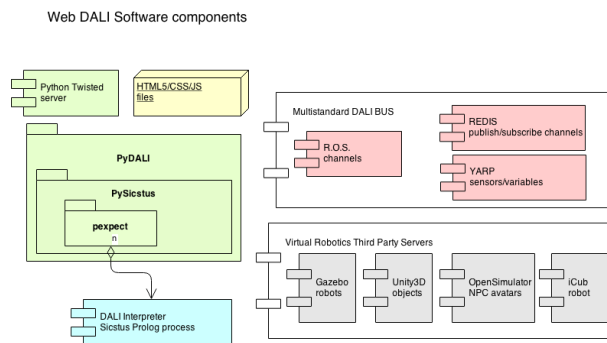 Web DALI Software components
Python Twisted
server
HTML5/CSS/JS
files
PyDALI
PySicstus
pexpect
n
DALI Interpreter
Sicstus Prolog process
Multistandard DALI BUS
R.O.S.
channels
REDIS
publish/subscribe channels
YARP
sensors/variables
Virtual Robotics Third Party Servers
Gazebo
robots
Unity3D
objects
OpenSimulator
NPC avatars
iCub
robot